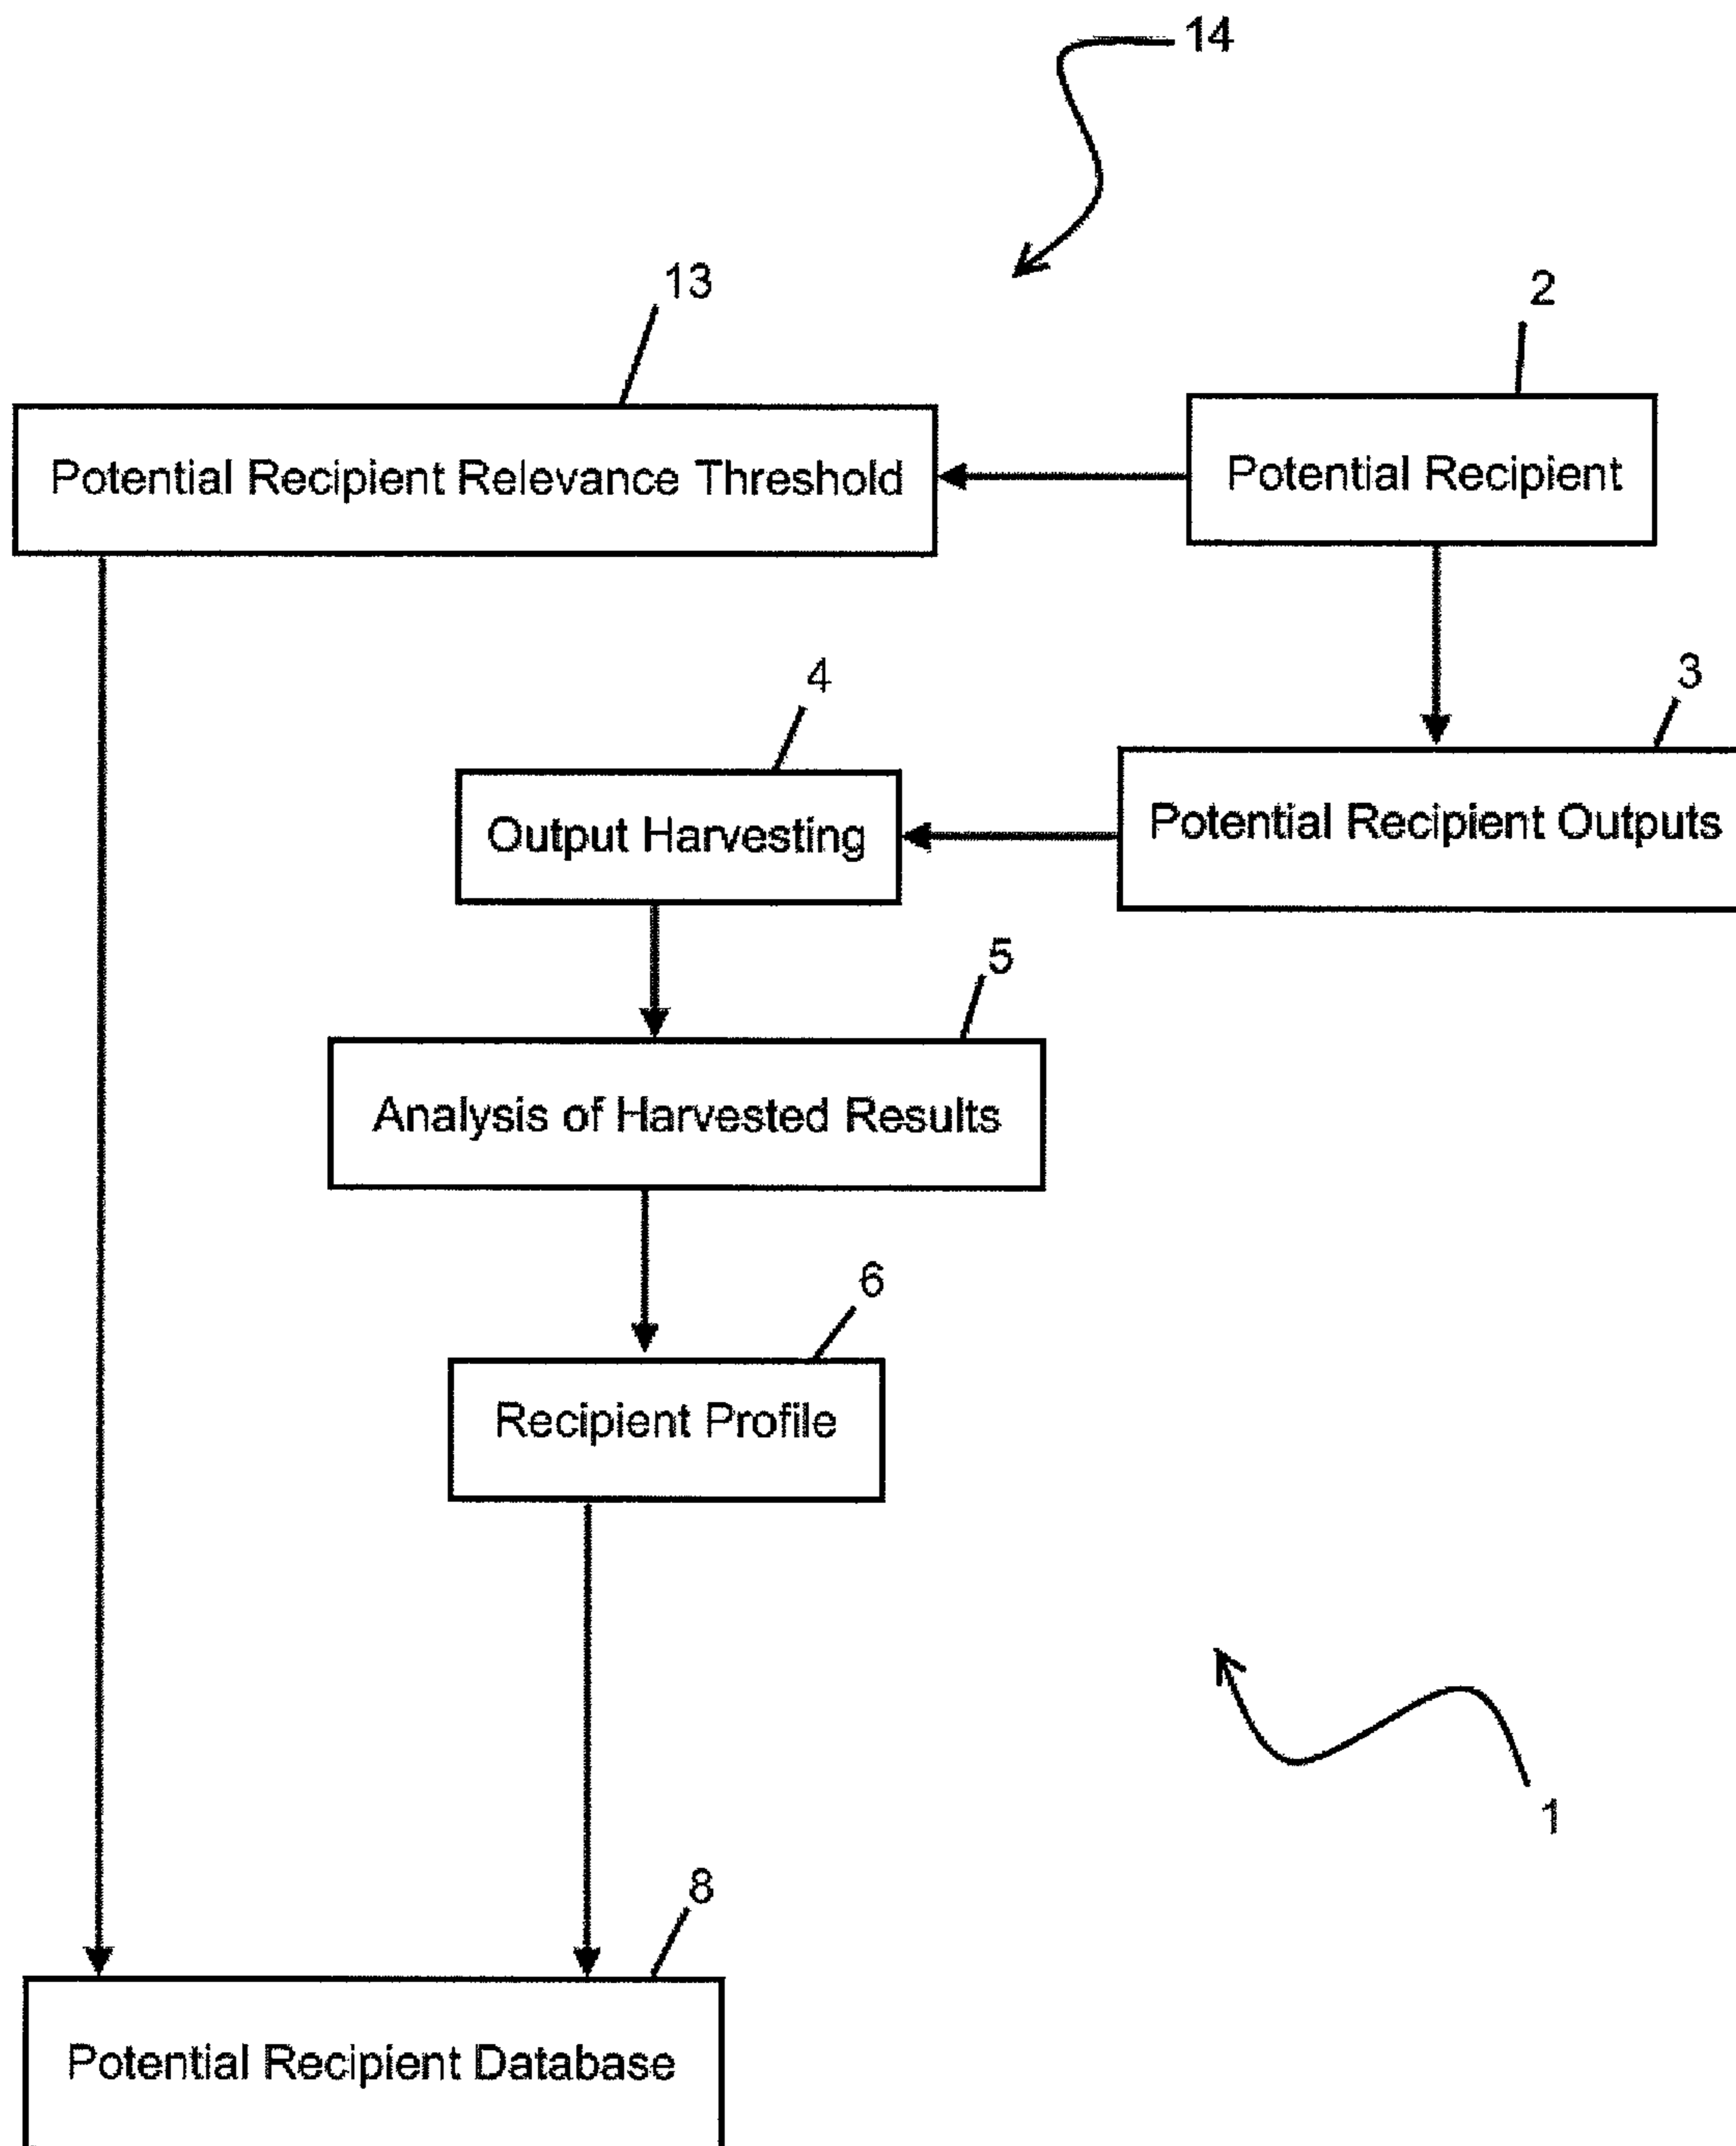 14
13
2
Potential Recipient Relevance Threshold
Potential Recipient
4
3
Output Harvesting
Potential Recipient Outputs
5
Analysis of Harvested Results
6
Recipient Profile
1
8
Potential Recipient Database